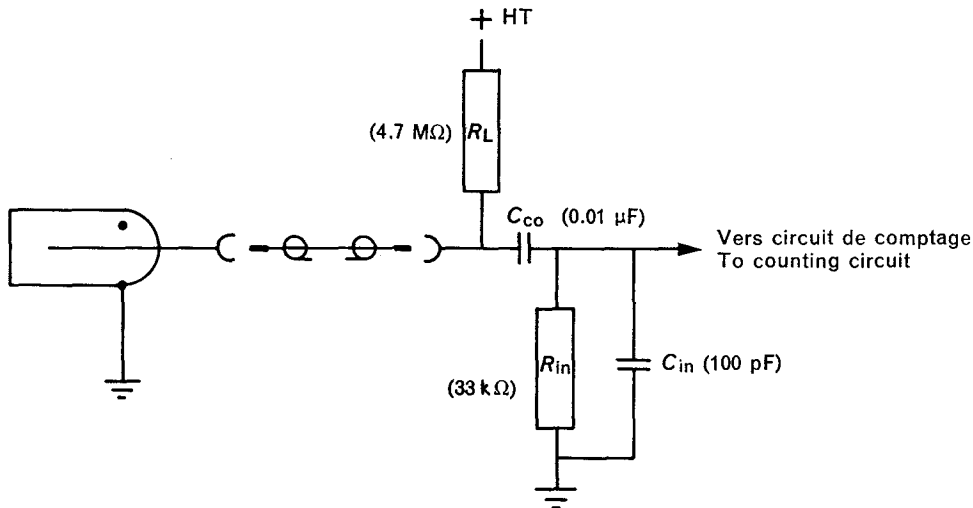 + HT
(4.7 MΩ) RL
Cco (0.01 µF)
Vers circuit de comptage
To counting circuit
Rin
(33 kΩ)
Cin (100 pF)